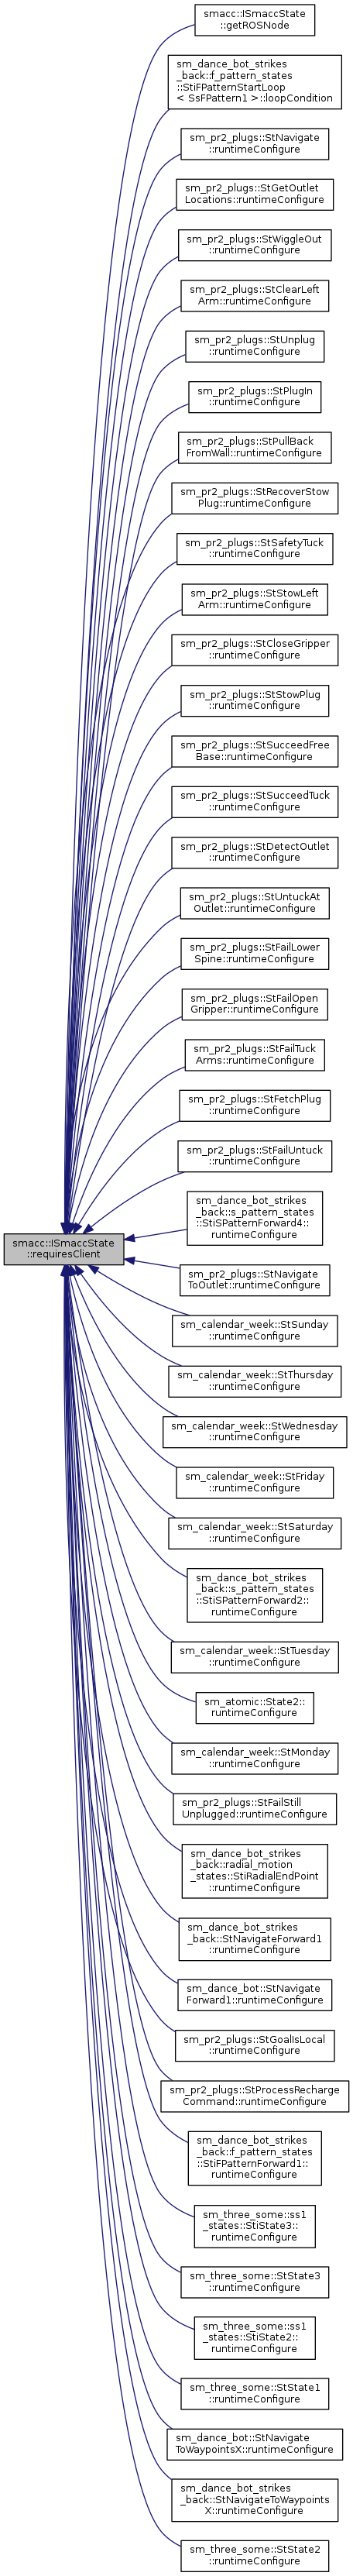 smacc::ISmaccState
::getROSNode
sm_dance_bot_strikes
_back::f_pattern_states
::StiFPatternStartLoop
< SsFPattern1 >::loopCondition
sm_pr2_plugs::StNavigate
::runtimeConfigure
sm_pr2_plugs::StGetOutlet
Locations::runtimeConfigure
sm_pr2_plugs::StWiggleOut
::runtimeConfigure
sm_pr2_plugs::StClearLeft
Arm::runtimeConfigure
sm_pr2_plugs::StUnplug
::runtimeConfigure
sm_pr2_plugs::StPlugIn
::runtimeConfigure
sm_pr2_plugs::StPullBack
FromWall::runtimeConfigure
sm_pr2_plugs::StRecoverStow
Plug::runtimeConfigure
sm_pr2_plugs::StSafetyTuck
::runtimeConfigure
sm_pr2_plugs::StStowLeft
Arm::runtimeConfigure
sm_pr2_plugs::StCloseGripper
::runtimeConfigure
sm_pr2_plugs::StStowPlug
::runtimeConfigure
sm_pr2_plugs::StSucceedFree
Base::runtimeConfigure
sm_pr2_plugs::StSucceedTuck
::runtimeConfigure
sm_pr2_plugs::StDetectOutlet
::runtimeConfigure
sm_pr2_plugs::StUntuckAt
Outlet::runtimeConfigure
sm_pr2_plugs::StFailLower
Spine::runtimeConfigure
sm_pr2_plugs::StFailOpen
Gripper::runtimeConfigure
sm_pr2_plugs::StFailTuck
Arms::runtimeConfigure
sm_pr2_plugs::StFetchPlug
::runtimeConfigure
sm_pr2_plugs::StFailUntuck
::runtimeConfigure
sm_dance_bot_strikes
_back::s_pattern_states
::StiSPatternForward4::
runtimeConfigure
smacc::ISmaccState
::requiresClient
sm_pr2_plugs::StNavigate
ToOutlet::runtimeConfigure
sm_calendar_week::StSunday
::runtimeConfigure
sm_calendar_week::StThursday
::runtimeConfigure
sm_calendar_week::StWednesday
::runtimeConfigure
sm_calendar_week::StFriday
::runtimeConfigure
sm_calendar_week::StSaturday
::runtimeConfigure
sm_dance_bot_strikes
_back::s_pattern_states
::StiSPatternForward2::
runtimeConfigure
sm_calendar_week::StTuesday
::runtimeConfigure
sm_atomic::State2::
runtimeConfigure
sm_calendar_week::StMonday
::runtimeConfigure
sm_pr2_plugs::StFailStill
Unplugged::runtimeConfigure
sm_dance_bot_strikes
_back::radial_motion
_states::StiRadialEndPoint
::runtimeConfigure
sm_dance_bot_strikes
_back::StNavigateForward1
::runtimeConfigure
sm_dance_bot::StNavigate
Forward1::runtimeConfigure
sm_pr2_plugs::StGoalIsLocal
::runtimeConfigure
sm_pr2_plugs::StProcessRecharge
Command::runtimeConfigure
sm_dance_bot_strikes
_back::f_pattern_states
::StiFPatternForward1::
runtimeConfigure
sm_three_some::ss1
_states::StiState3::
runtimeConfigure
sm_three_some::StState3
::runtimeConfigure
sm_three_some::ss1
_states::StiState2::
runtimeConfigure
sm_three_some::StState1
::runtimeConfigure
sm_dance_bot::StNavigate
ToWaypointsX::runtimeConfigure
sm_dance_bot_strikes
_back::StNavigateToWaypoints
X::runtimeConfigure
sm_three_some::StState2
::runtimeConfigure